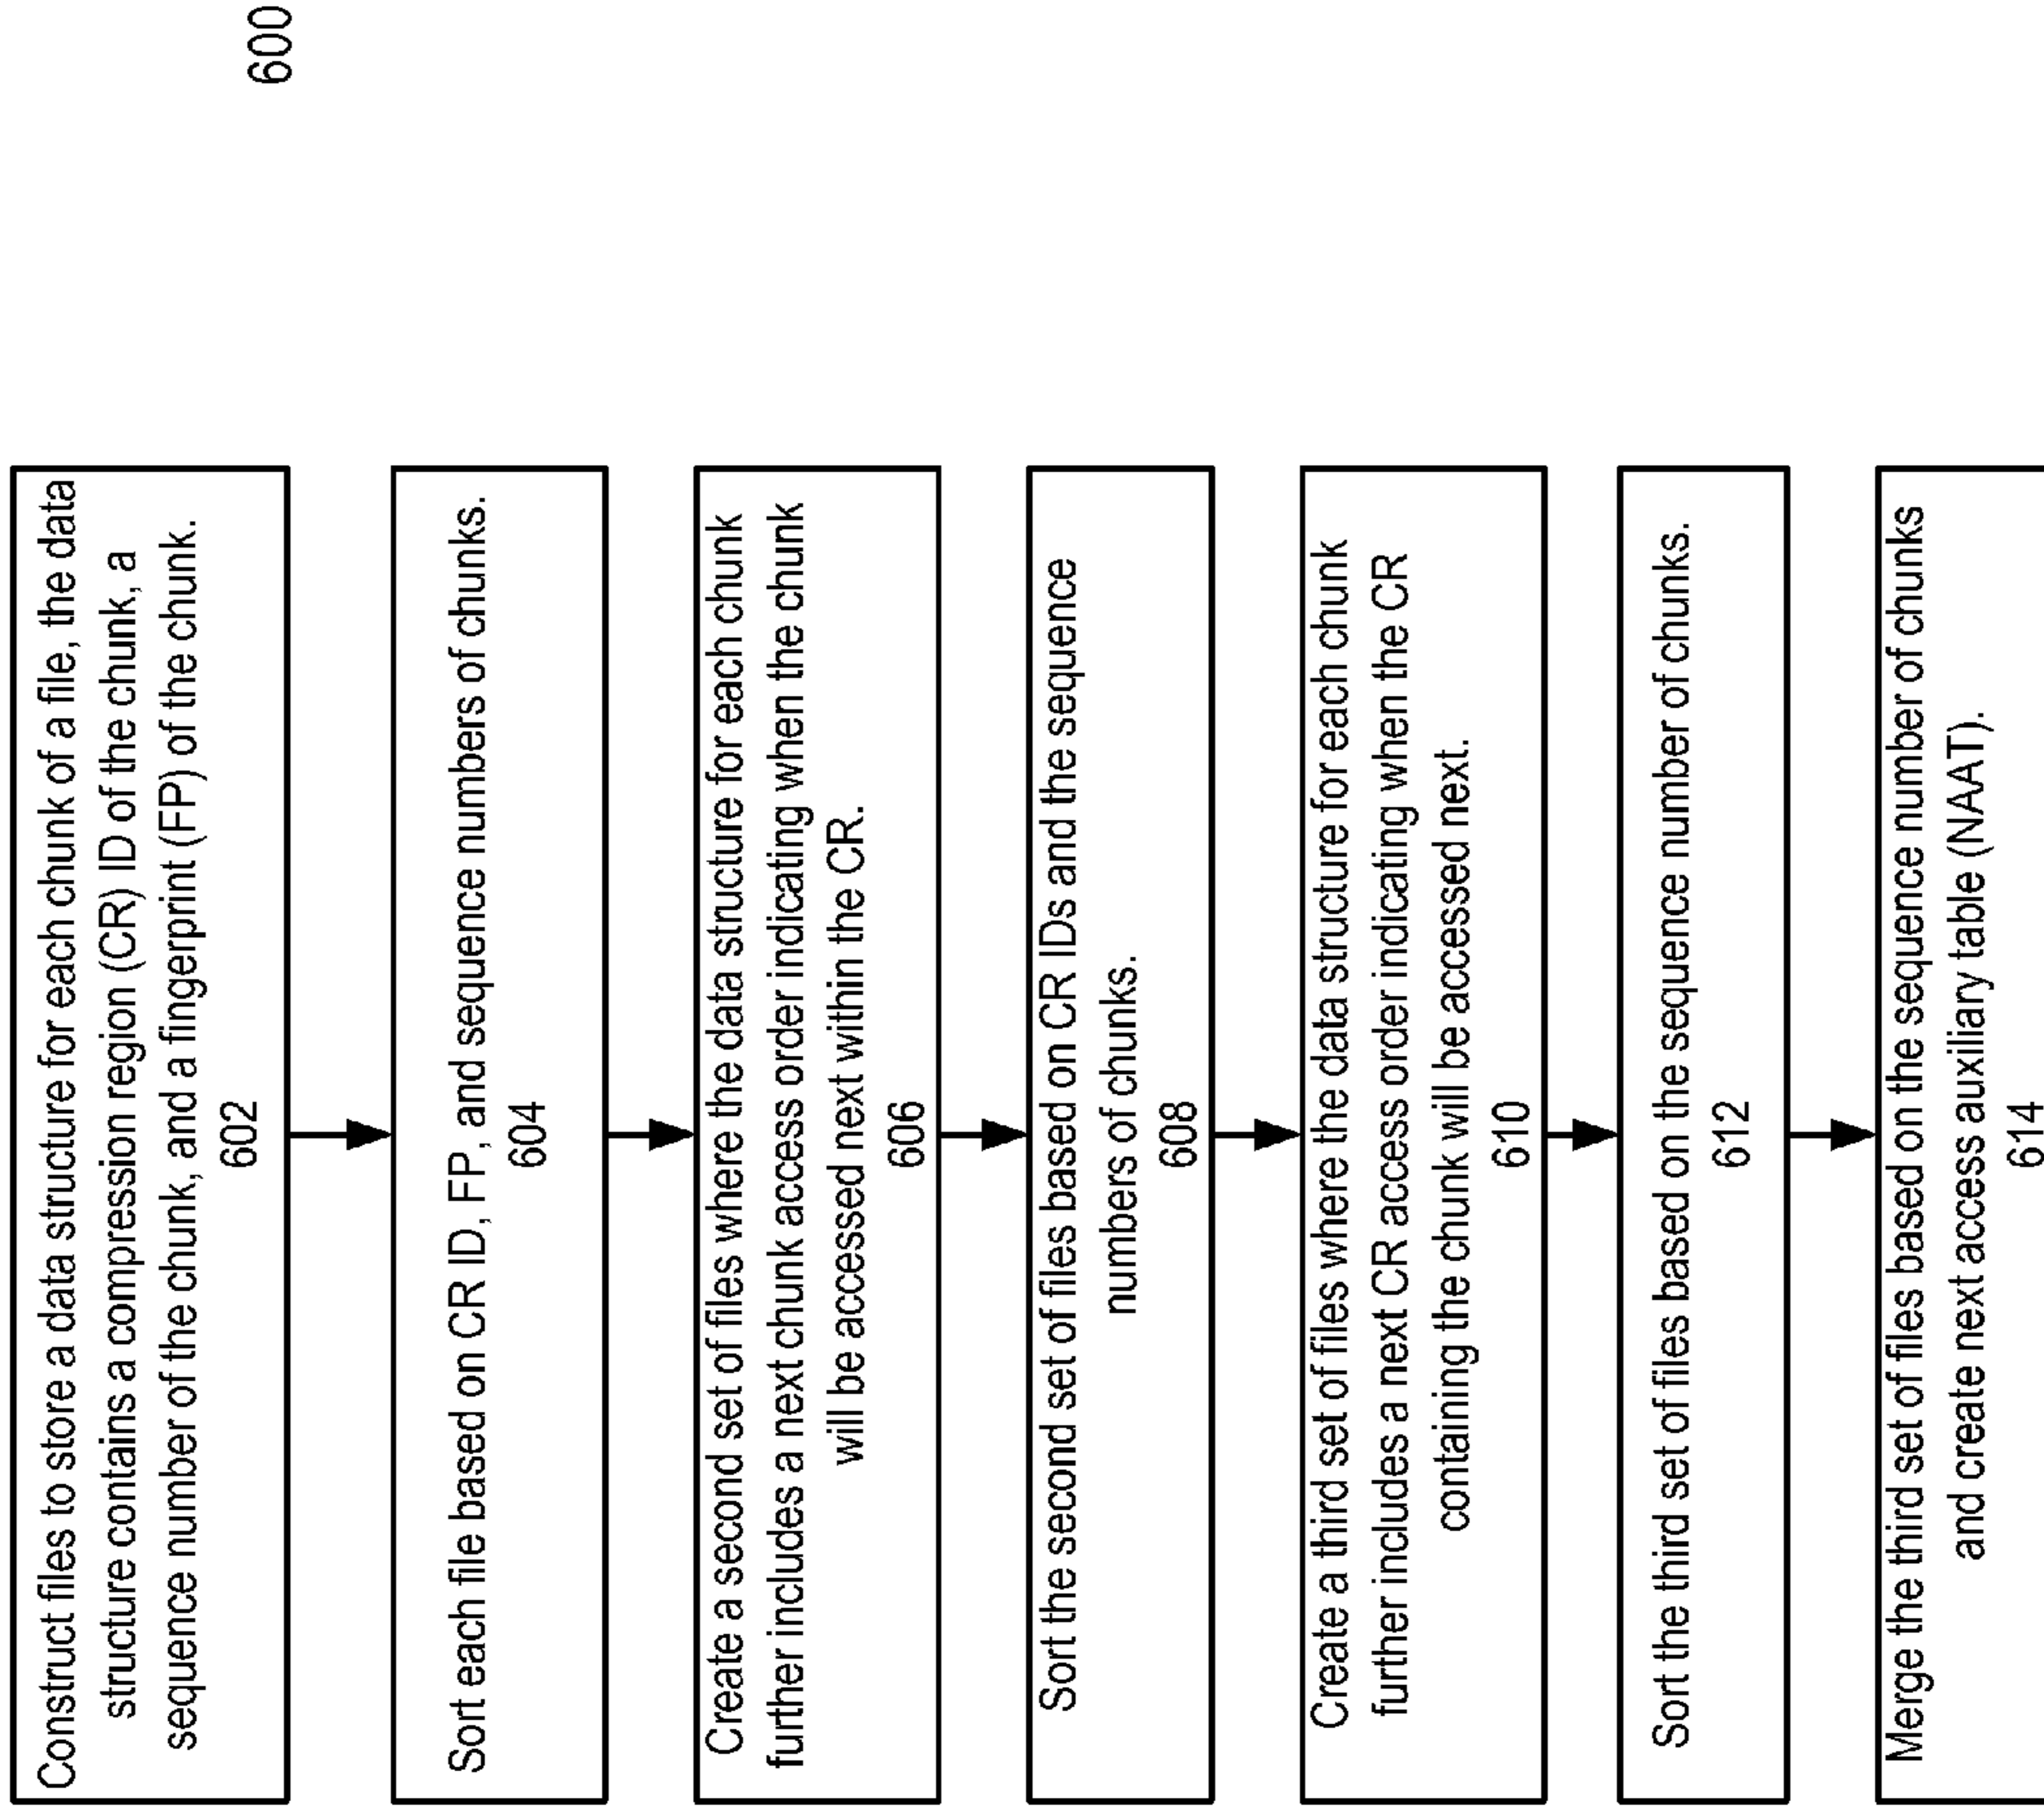 600
Construct files to store a data structure for each chunk of a file, the data
structure contains a compression region (CR) ID of the chunk, a
sequence number of the chunk, and a fingerprint (FP) of the chunk.
602
Sort each file based on CR ID, FP, and sequence numbers of chunks.
604
Create a second set of files where the data structure for each chunk
further includes a next chunk access order indicating when the chunk
will be accessed next within the CR.
606
Sort the second set of files based on CR IDs and the sequence
numbers of chunks.
608
Create a third set of files where the data structure for each chunk
further includes a next CR access order indicating when the CR
containing the chunk will be accessed next.
610
Sort the third set of files based on the sequence number of chunks.
612
Merge the third set of files based on the sequence number of chunks
and create next access auxiliary table (NAAT).
614